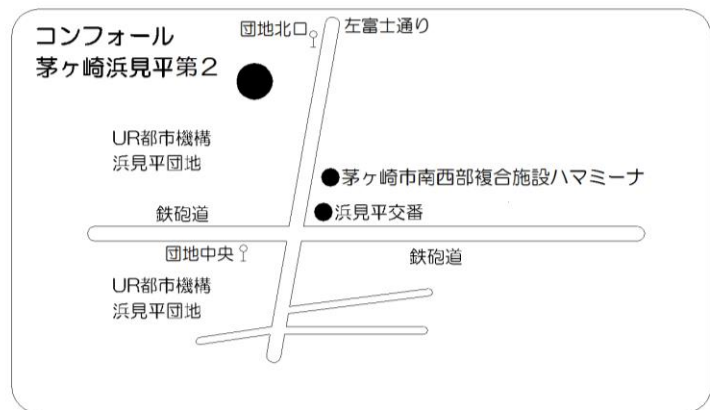 コンフォール
茅ヶ崎浜見平第2
団地北口
左富士通り
UR都市機構
浜見平団地
茅ヶ崎市南西部複合施設ハマミーナ
浜見平交番
鉄砲道
団地中央
鉄砲道
UR都市機構
浜見平団地